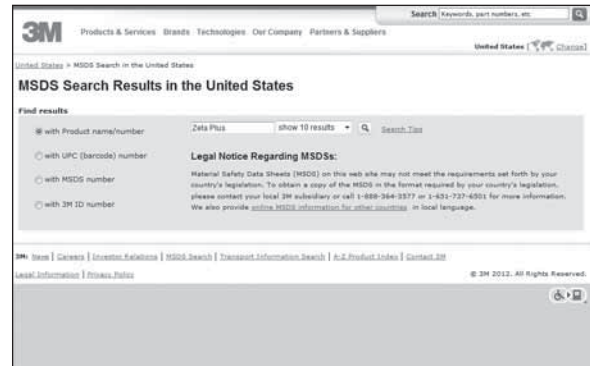 Search Keywords, part numbers, etc
3M
Products & Services Brands Technologies Our Company Partners & Suppliers
United States [Change]
United States > MSDS Search in the United States
MSDS Search Results in the United States
Find results
with Product name/number
Zeta Plus show 10 results Search Tips
with UPC (barcode) number
Legal Notice Regarding MSDSs:
with MSDS number
Material Safety Data Sheets (MSDS) on this web site may not meet the requirements set forth by your
country's legislation. To obtain a copy of the MSDS in the format required by your country's legislation,
please contact your local 3M subsidiary or call 1-888-364-3577 or 1-651-737-6501 for more information.
We also provide online MSDS information for other countries in local language.
with 3M ID number
3M: News | Careers | Investor Relations | MSDS Search | Transport Information Search | A-Z Product Index | Contact 3M
Legal Information | Privacy Policy
© 3M 2012. All Rights Reserved.